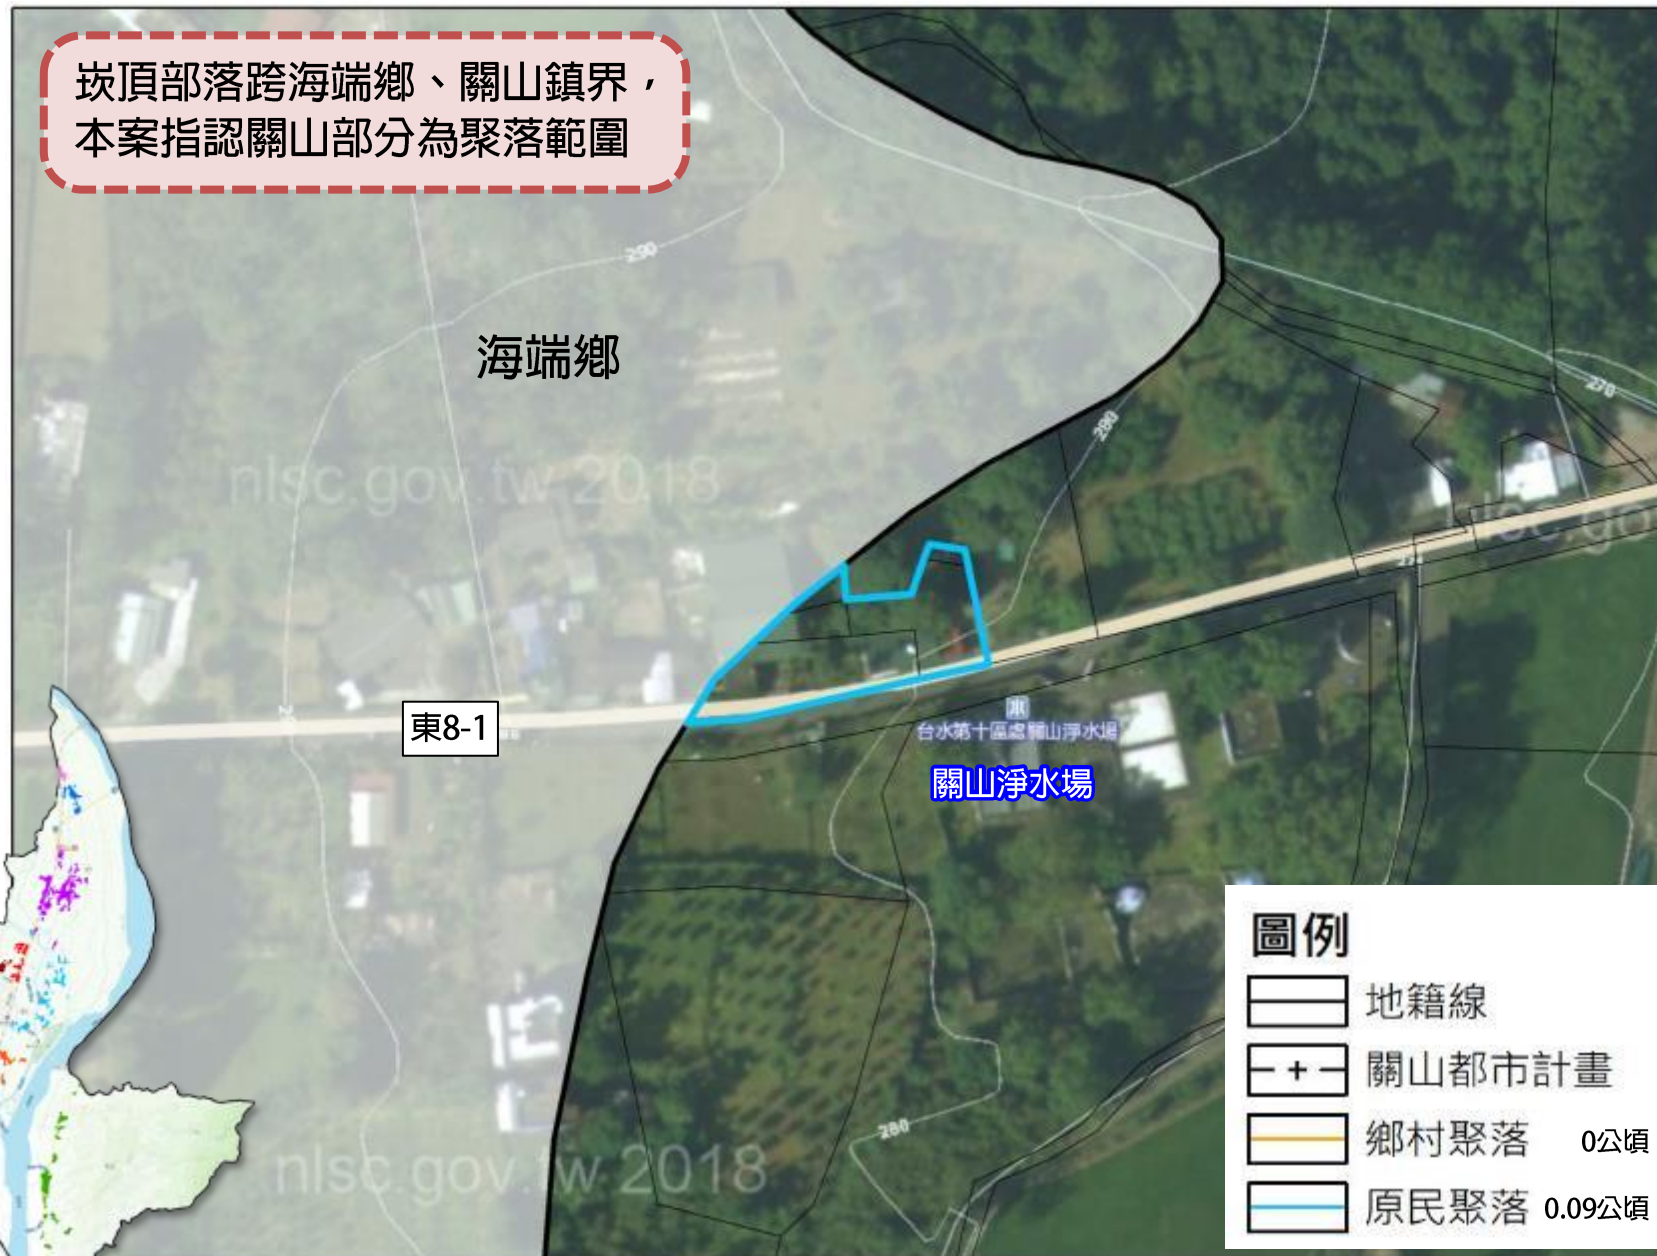 崁頂部落跨海端鄉、關山鎮界，
本案指認關山部分為聚落範圍
290
海端鄉
280
270
nlsc.gov.tw 2018
nlsc.go
東8-1
台水第十區處關山淨水場
關山淨水場
280
nlsc.gov.tw 2018
圖例
地籍線
關山都市計畫
鄉村聚落 0公頃
原民聚落 0.09公頃